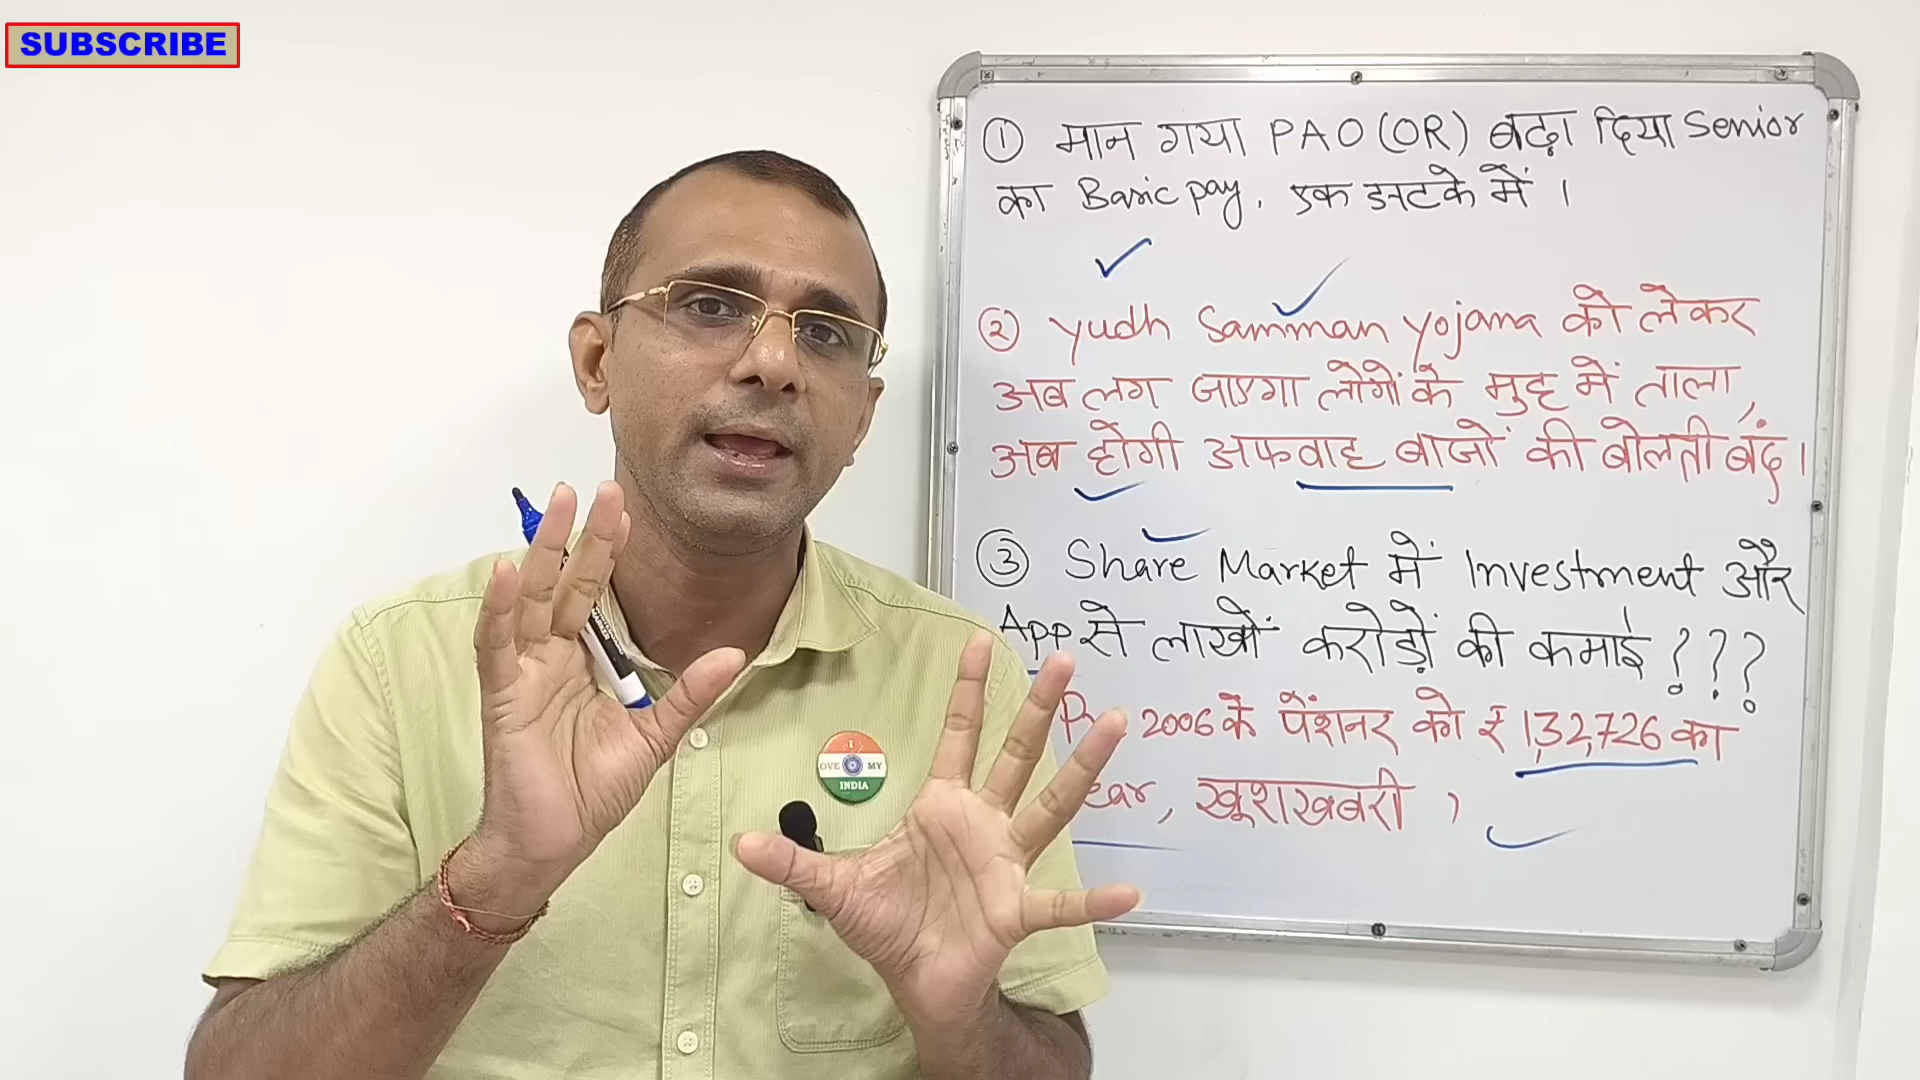 SUBSCRIBE
① मान गया PAO(OR) बढ़ा दिया Senior
का Basic pay, एक झटके में ।
② Yudh Samman Yojana को लेकर
अब लग जाएगा लोगों के मुह में ताला,
अब होगी अफवाह बाजों की बोलती बंद ।
③ Share Market में Investment और
App से लाखों करोड़ों की कमाई ???
2006 के पेंशनर को ₹ 1,32,726 का
खूशखबरी ।
MY
INDIA